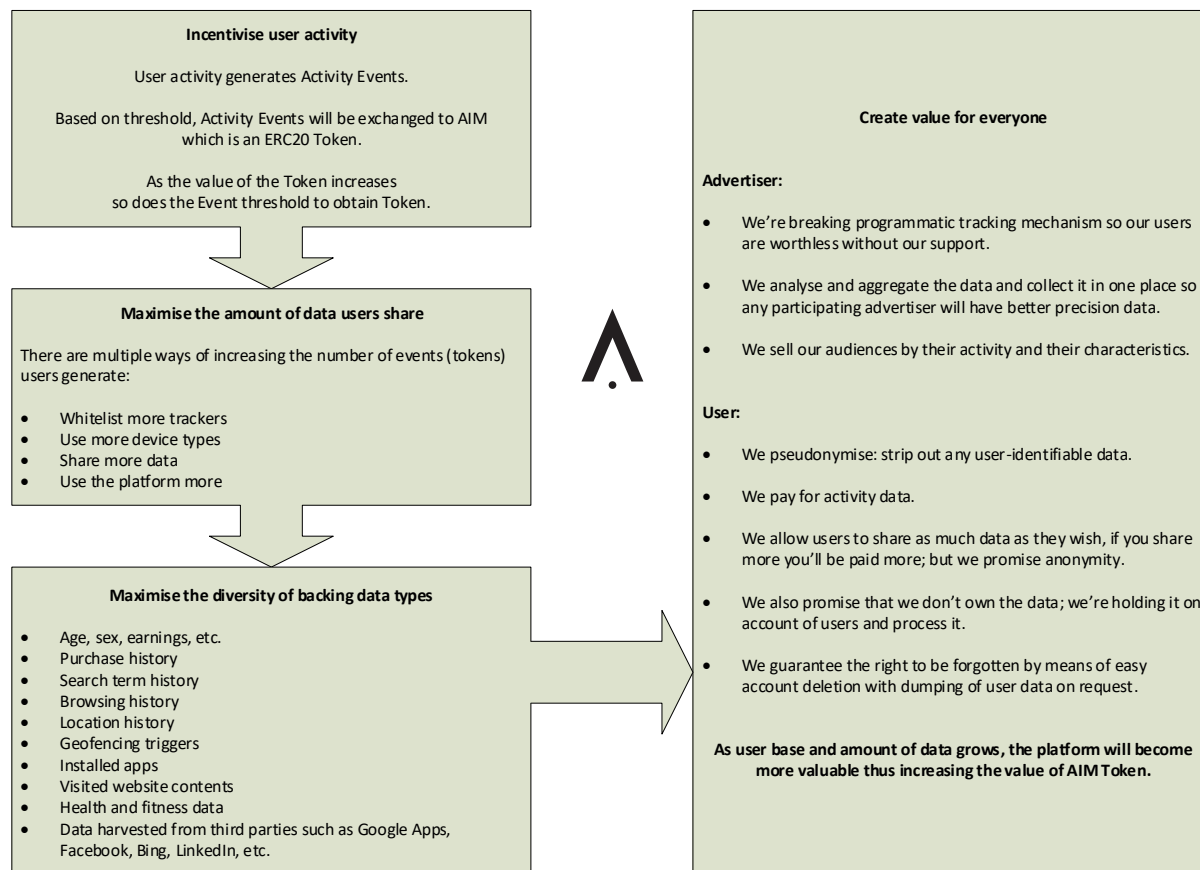 Incentivise user activity
User activity generates Activity Events.
Based on threshold, Activity Events will be exchanged to AIM
which is an ERC20 Token.
As the value of the Token increases
so does the Event threshold to obtain Token.
Maximise the amount of data users share
There are multiple ways of increasing the number of events (tokens)
users generate:
• Whitelist more trackers
• Use more device types
• Share more data
• Use the platform more
Maximise the diversity of backing data types
• Age, sex, earnings, etc.
• Purchase history
• Search term history
• Browsing history
• Location history
• Geofencing triggers
• Installed apps
• Visited website contents
• Health and fitness data
• Data harvested from third parties such as Google Apps,
Facebook, Bing, LinkedIn, etc.
Create value for everyone
Advertiser:
• We’re breaking programmatic tracking mechanism so our users
are worthless without our support.
• We analyse and aggregate the data and collect it in one place so
any participating advertiser will have better precision data.
• We sell our audiences by their activity and their characteristics.
User:
• We pseudonymise: strip out any user-identifiable data.
• We pay for activity data.
• We allow users to share as much data as they wish, if you share
more you’ll be paid more; but we promise anonymity.
• We also promise that we don’t own the data; we’re holding it on
account of users and process it.
• We guarantee the right to be forgotten by means of easy
account deletion with dumping of user data on request.
As user base and amount of data grows, the platform will become
more valuable thus increasing the value of AIM Token.